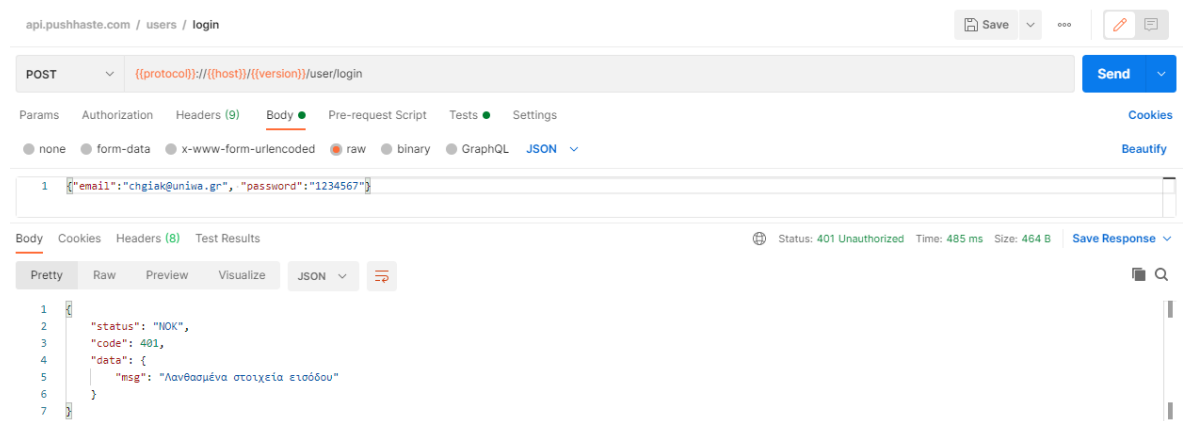 api.pushhaste.com / users / login
Save
POST
{{protocol}}://{{host}}/{{version}}/user/login
Send
Params Authorization Headers (9) Body Pre-request Script Tests Settings
Cookies
none form-data x-www-form-urlencoded raw binary GraphQL JSON
Beautify
1 {"email":"chgiak@uniwa.gr", "password":"1234567"}
Body Cookies Headers (8) Test Results
Status: 401 Unauthorized Time: 485 ms Size: 464 B Save Response
Pretty Raw Preview Visualize JSON
1 {
2 "status": "NOK",
3 "code": 401,
4 "data": {
5 "msg": "Λανθασμένα στοιχεία εισόδου"
6 }
7 }